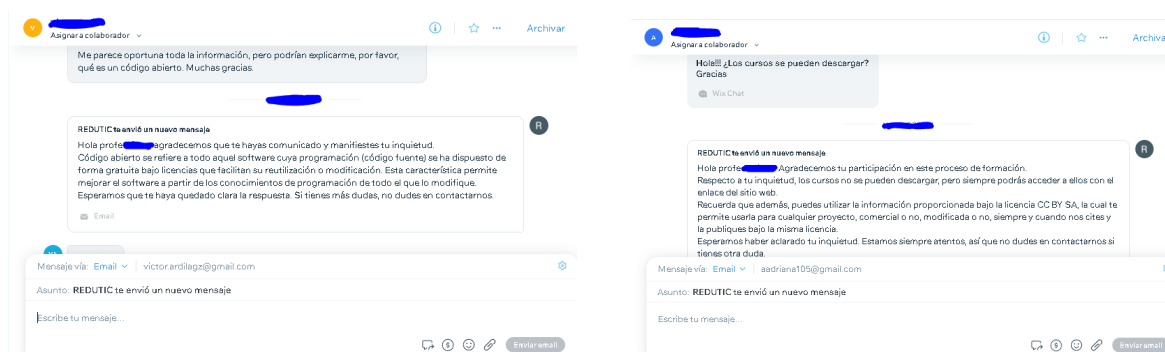 V
Asignar a colaborador
Archivar
Me parece oportuna toda la información, pero podrían explicarme, por favor,
qué es un código abierto. Muchas gracias.
REDUTIC te envió un nuevo mensaje
R
Hola profe agradecemos que te hayas comunicado y manifiestes tu inquietud.
Código abierto se refiere a todo aquel software cuya programación (código fuente) se ha dispuesto de
forma gratuita bajo licencias que facilitan su reutilización o modificación. Esta característica permite
mejorar el software a partir de los conocimientos de programación de todo el que lo modifique.
Esperamos que te haya quedado clara la respuesta. Si tienes más dudas, no dudes en contactarnos.
Email
Mensaje vía: Email victor.ardilagz@gmail.com
Asunto: REDUTIC te envió un nuevo mensaje
Escribe tu mensaje...
Enviar email
A
Asignar a colaborador
Archivar
Hola!!! ¿Los cursos se pueden descargar?
Gracias
Wix Chat
REDUTIC te envió un nuevo mensaje
R
Hola profe Agradecemos tu participación en este proceso de formación.
Respecto a tu inquietud, los cursos no se pueden descargar, pero siempre podrás acceder a ellos con el
enlace del sitio web.
Recuerda que además, puedes utilizar la información proporcionada bajo la licencia CC BY SA, la cual te
permite usarla para cualquier proyecto, comercial o no, modificada o no, siempre y cuando nos cites y
la publiques bajo la misma licencia.
Esperamos haber aclarado tu inquietud. Estamos siempre atentos, así que no dudes en contactarnos si
tienes otra duda.
Mensaje vía: Email aadriana105@gmail.com
Asunto: REDUTIC te envió un nuevo mensaje
Escribe tu mensaje...
Enviar email